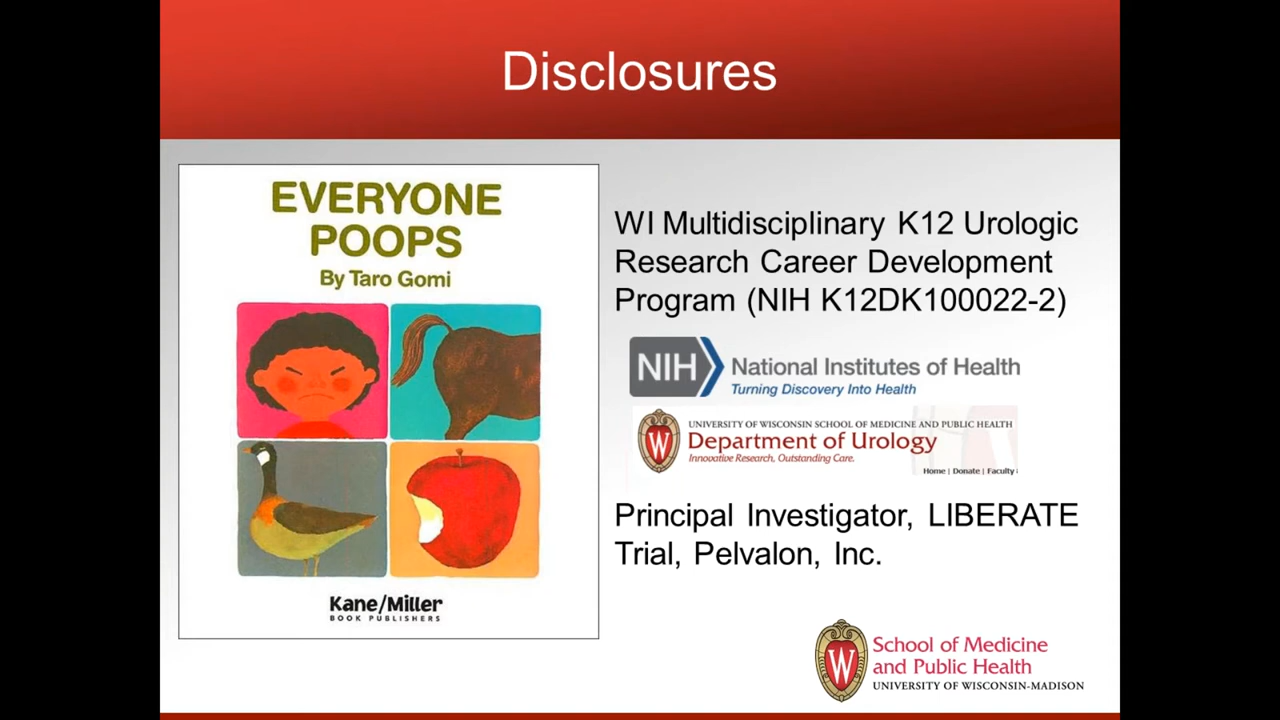 Disclosures
EVERYONE
POOPS
By Taro Gomi
Kane/Miller
BOOK PUBLISHERS
WI Multidisciplinary K12 Urologic
Research Career Development
Program (NIH K12DK100022-2)
NIH National Institutes of Health
Turning Discovery Into Health
W UNIVERSITY OF WISCONSIN SCHOOL OF MEDICINE AND PUBLIC HEALTH
Department of Urology
Innovative Research, Outstanding Care.
Home | Donate | Faculty
Principal Investigator, LIBERATE
Trial, Pelvalon, Inc.
W School of Medicine
and Public Health
UNIVERSITY OF WISCONSIN-MADISON